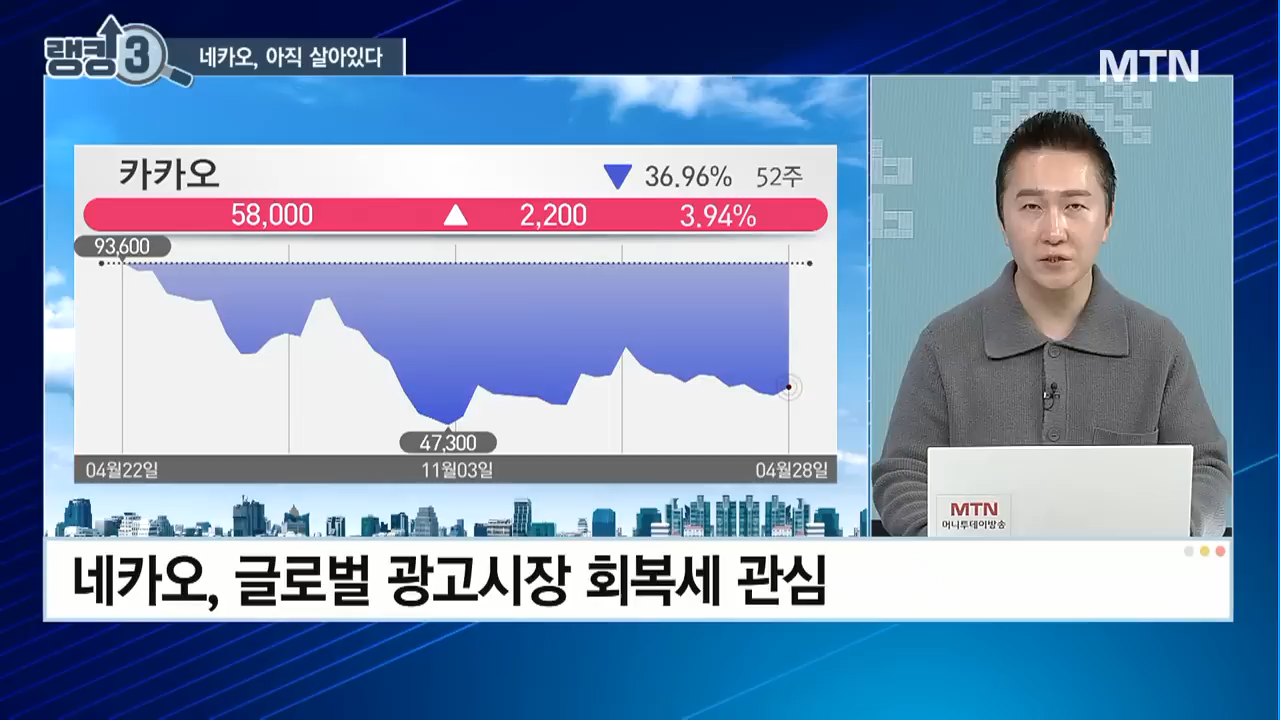 랭킹3
네카오, 아직 살아있다
MTN
카카오 ▼ 36.96% 52주
58,000 ▲ 2,200 3.94%
93,600
47,300
04월22일 11월03일 04월28일
MTN
머니투데이방송
네카오, 글로벌 광고시장 회복세 관심